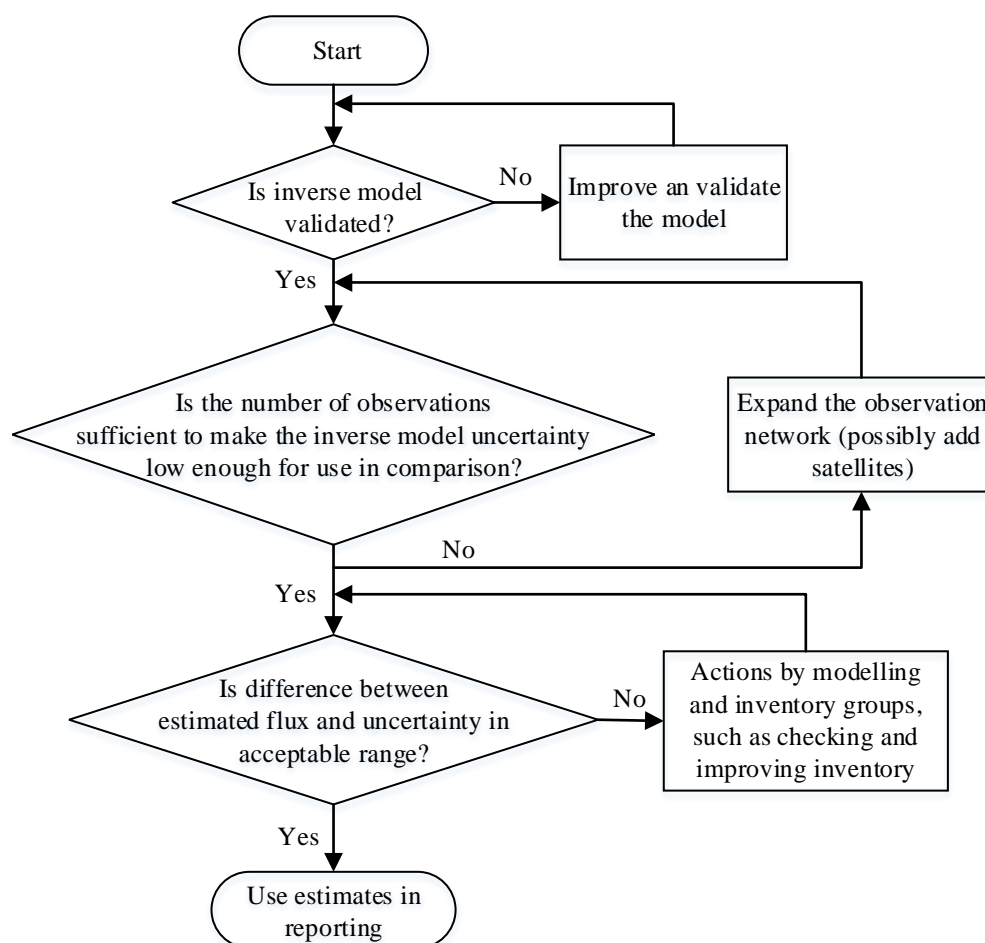 Start
Is inverse model
validated?
No
Improve an validate
the model
Yes
Is the number of observations
sufficient to make the inverse model uncertainty
low enough for use in comparison?
Expand the observation
network (possibly add
satellites)
No
Yes
Is difference between
estimated flux and uncertainty in
acceptable range?
No
Actions by modelling
and inventory groups,
such as checking and
improving inventory
Yes
Use estimates in
reporting